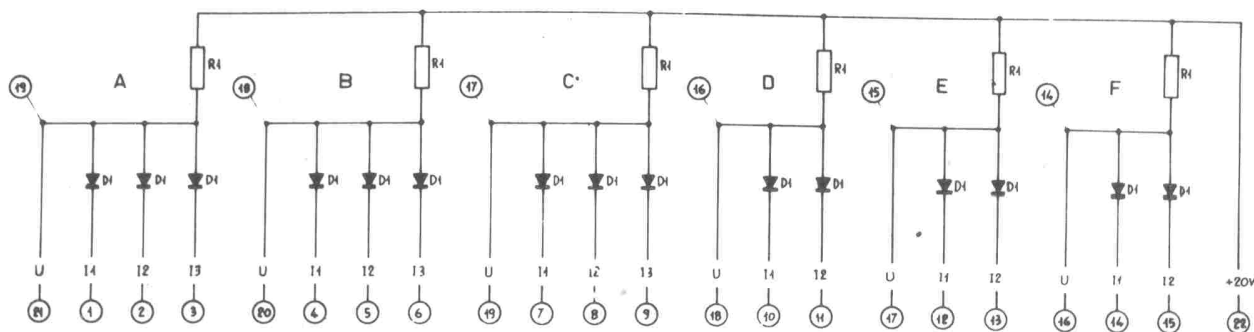 R1 R1 R1 R1 R1 R1
19 A 18 B 17 C 16 D 15 E 14 F
D1 D1 D1 D1 D1 D1 D1 D1 D1 D1 D1 D1 D1 D1 D1
U I1 I2 I3 U I1 I2 I3 U I1 I2 I3 U I1 I2 U I1 I2 U I1 I2 +20V
21 1 2 3 20 4 5 6 19 7 8 9 18 10 11 17 12 13 16 14 15 22